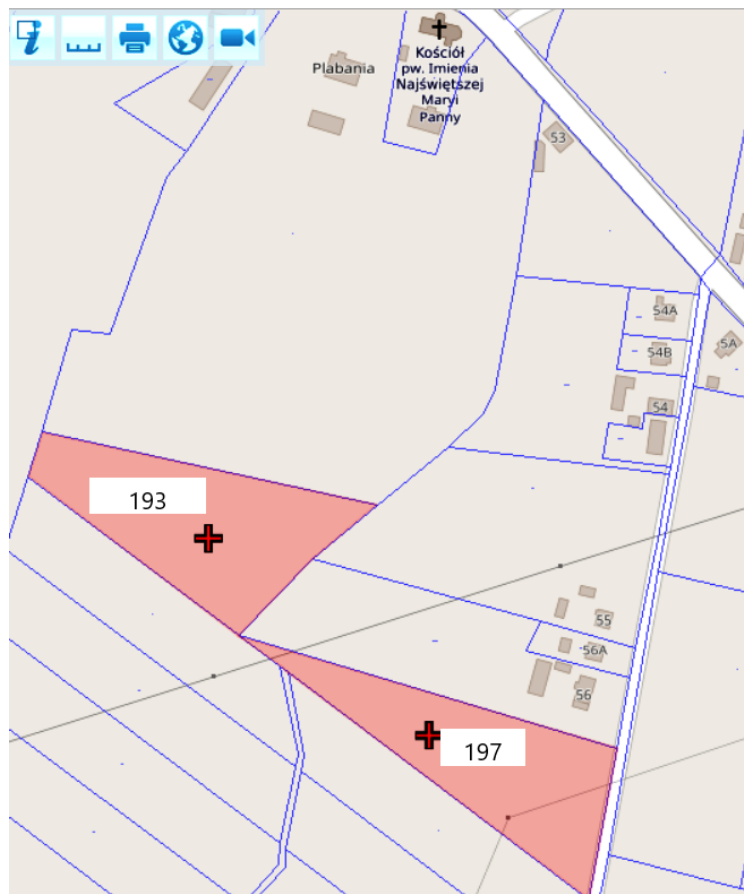 i
Plabania
Kościół
pw. Imienia
Najświętszej
Maryi
Panny
53
54A
54B
5A
54
193
55
56A
56
197